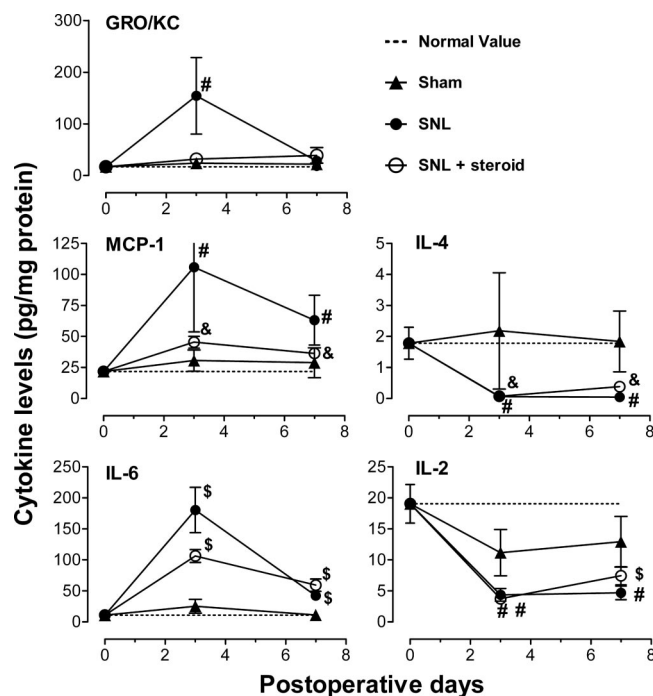 GRO/KC
300
200
100
0
0 2 4 6 8
Normal Value
Sham
SNL
SNL + steroid
#
Cytokine levels (pg/mg protein)
MCP-1
125
100
75
50
25
0
0 2 4 6 8
#
#
&
&
IL-4
5
4
3
2
1
0
0 2 4 6 8
&
#
&
#
IL-6
250
200
150
100
50
0
0 2 4 6 8
$
$
$
$
IL-2
25
20
15
10
5
0
0 2 4 6 8
# #
$
#
Postoperative days